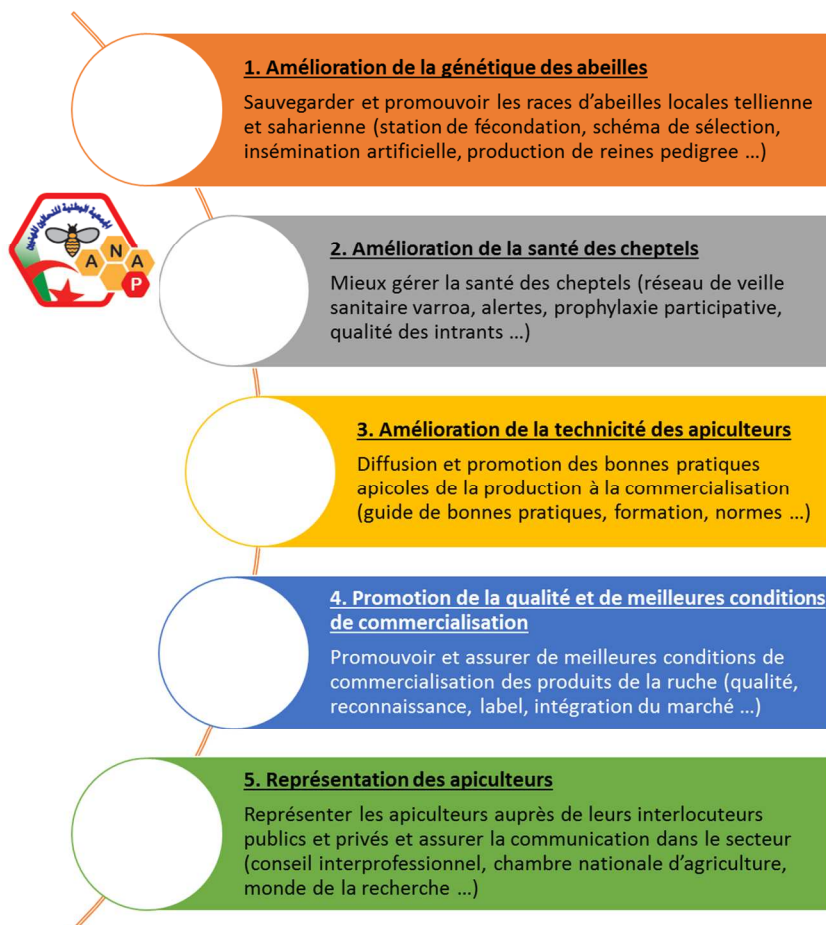 1. Amélioration de la génétique des abeilles
Sauvegarder et promouvoir les races d'abeilles locales tellienne
et saharienne (station de fécondation, schéma de sélection,
insémination artificielle, production de reines pedigree …)
الجمعية الوطنية للنحالين المهنيين
A N A P
2. Amélioration de la santé des cheptels
Mieux gérer la santé des cheptels (réseau de veille
sanitaire varroa, alertes, prophylaxie participative,
qualité des intrants …)
3. Amélioration de la technicité des apiculteurs
Diffusion et promotion des bonnes pratiques
apicoles de la production à la commercialisation
(guide de bonnes pratiques, formation, normes …)
4. Promotion de la qualité et de meilleures conditions
de commercialisation
Promouvoir et assurer de meilleures conditions de
commercialisation des produits de la ruche (qualité,
reconnaissance, label, intégration du marché …)
5. Représentation des apiculteurs
Représenter les apiculteurs auprès de leurs interlocuteurs
publics et privés et assurer la communication dans le secteur
(conseil interprofessionnel, chambre nationale d'agriculture,
monde de la recherche …)